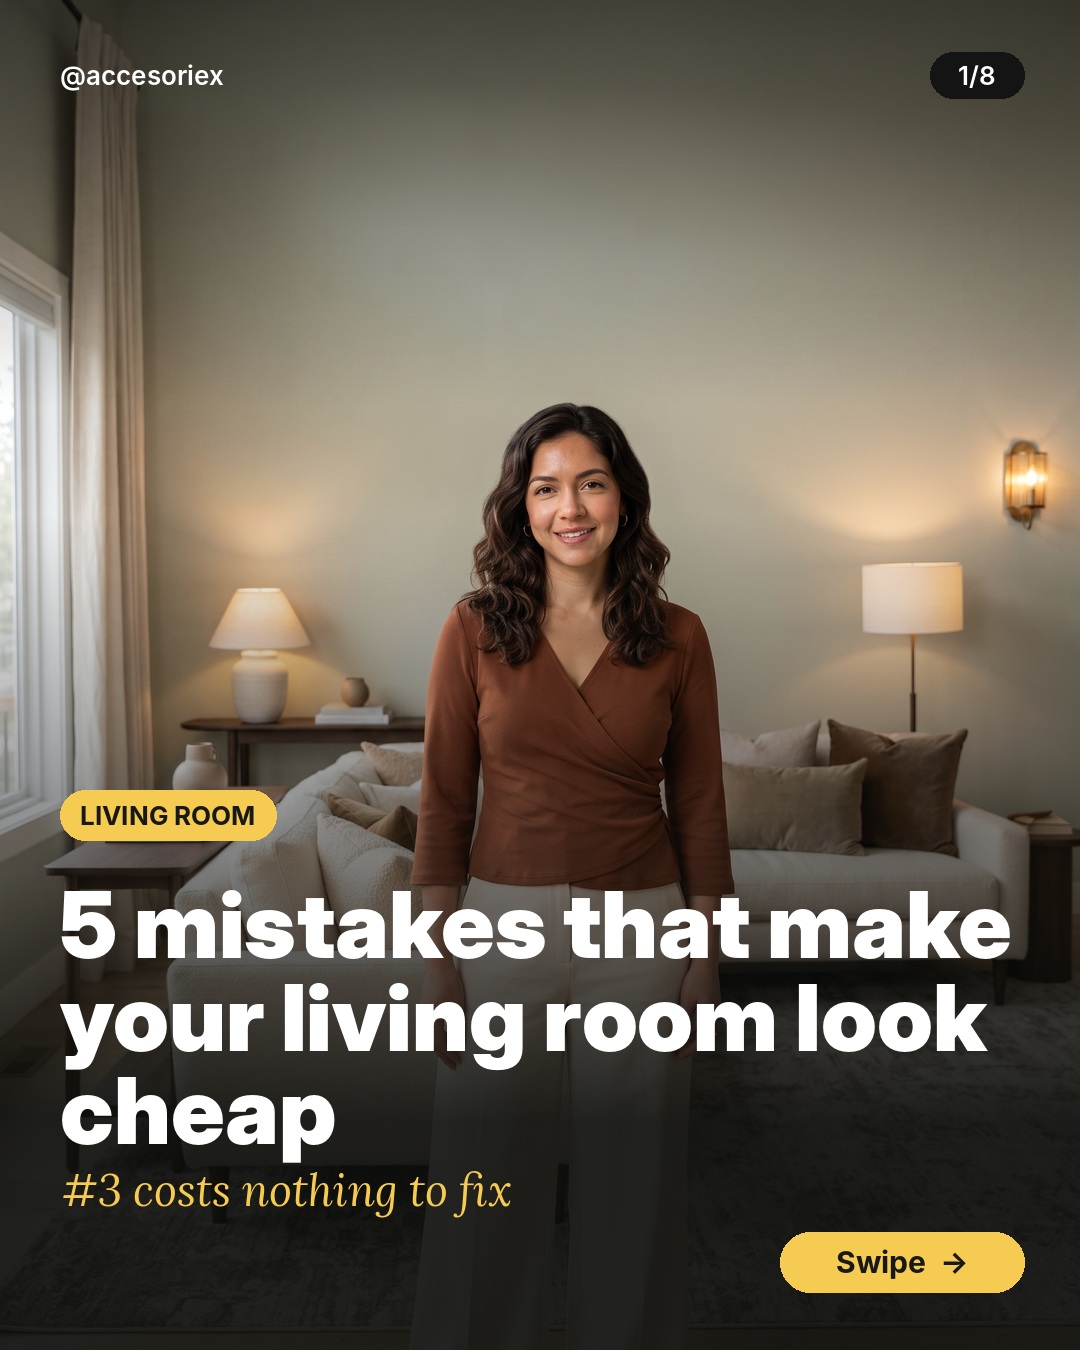 @accesoriex
1/8
LIVING ROOM
5 mistakes that make
your living room look
cheap
#3 costs nothing to fix
Swipe →